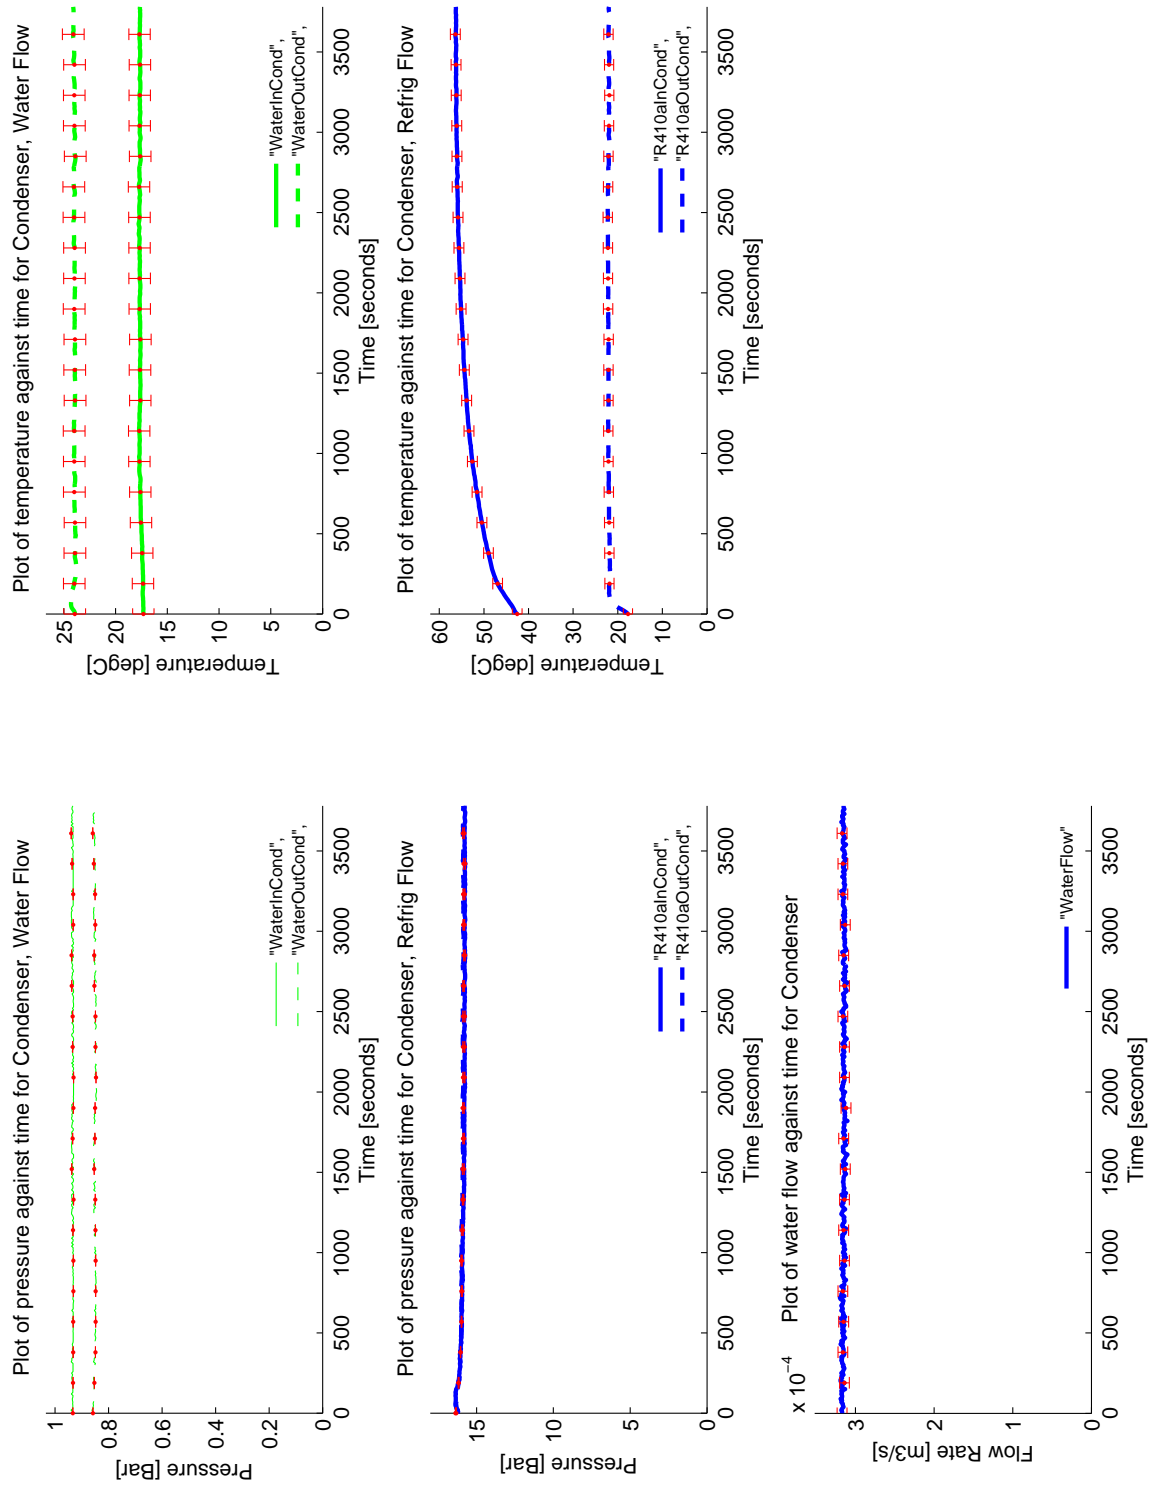 Plot of pressure against time for Condenser, Water Flow
1
0.8
0.6
0.4
0.2
0
Pressure [Bar]
0 500 1000 1500 2000 2500 3000 3500
Time [seconds]
"WaterInCond",
"WaterOutCond",
Plot of temperature against time for Condenser, Water Flow
25
20
15
10
5
0
Temperature [degC]
0 500 1000 1500 2000 2500 3000 3500
Time [seconds]
"WaterInCond",
"WaterOutCond",
Plot of pressure against time for Condenser, Refrig Flow
15
10
5
0
Pressure [Bar]
0 500 1000 1500 2000 2500 3000 3500
Time [seconds]
"R410aInCond",
"R410aOutCond",
Plot of temperature against time for Condenser, Refrig Flow
60
50
40
30
20
10
0
Temperature [degC]
0 500 1000 1500 2000 2500 3000 3500
Time [seconds]
"R410aInCond",
"R410aOutCond",
x 10⁻⁴ Plot of water flow against time for Condenser
3
2
1
0
Flow Rate [m3/s]
0 500 1000 1500 2000 2500 3000 3500
Time [seconds]
"WaterFlow"